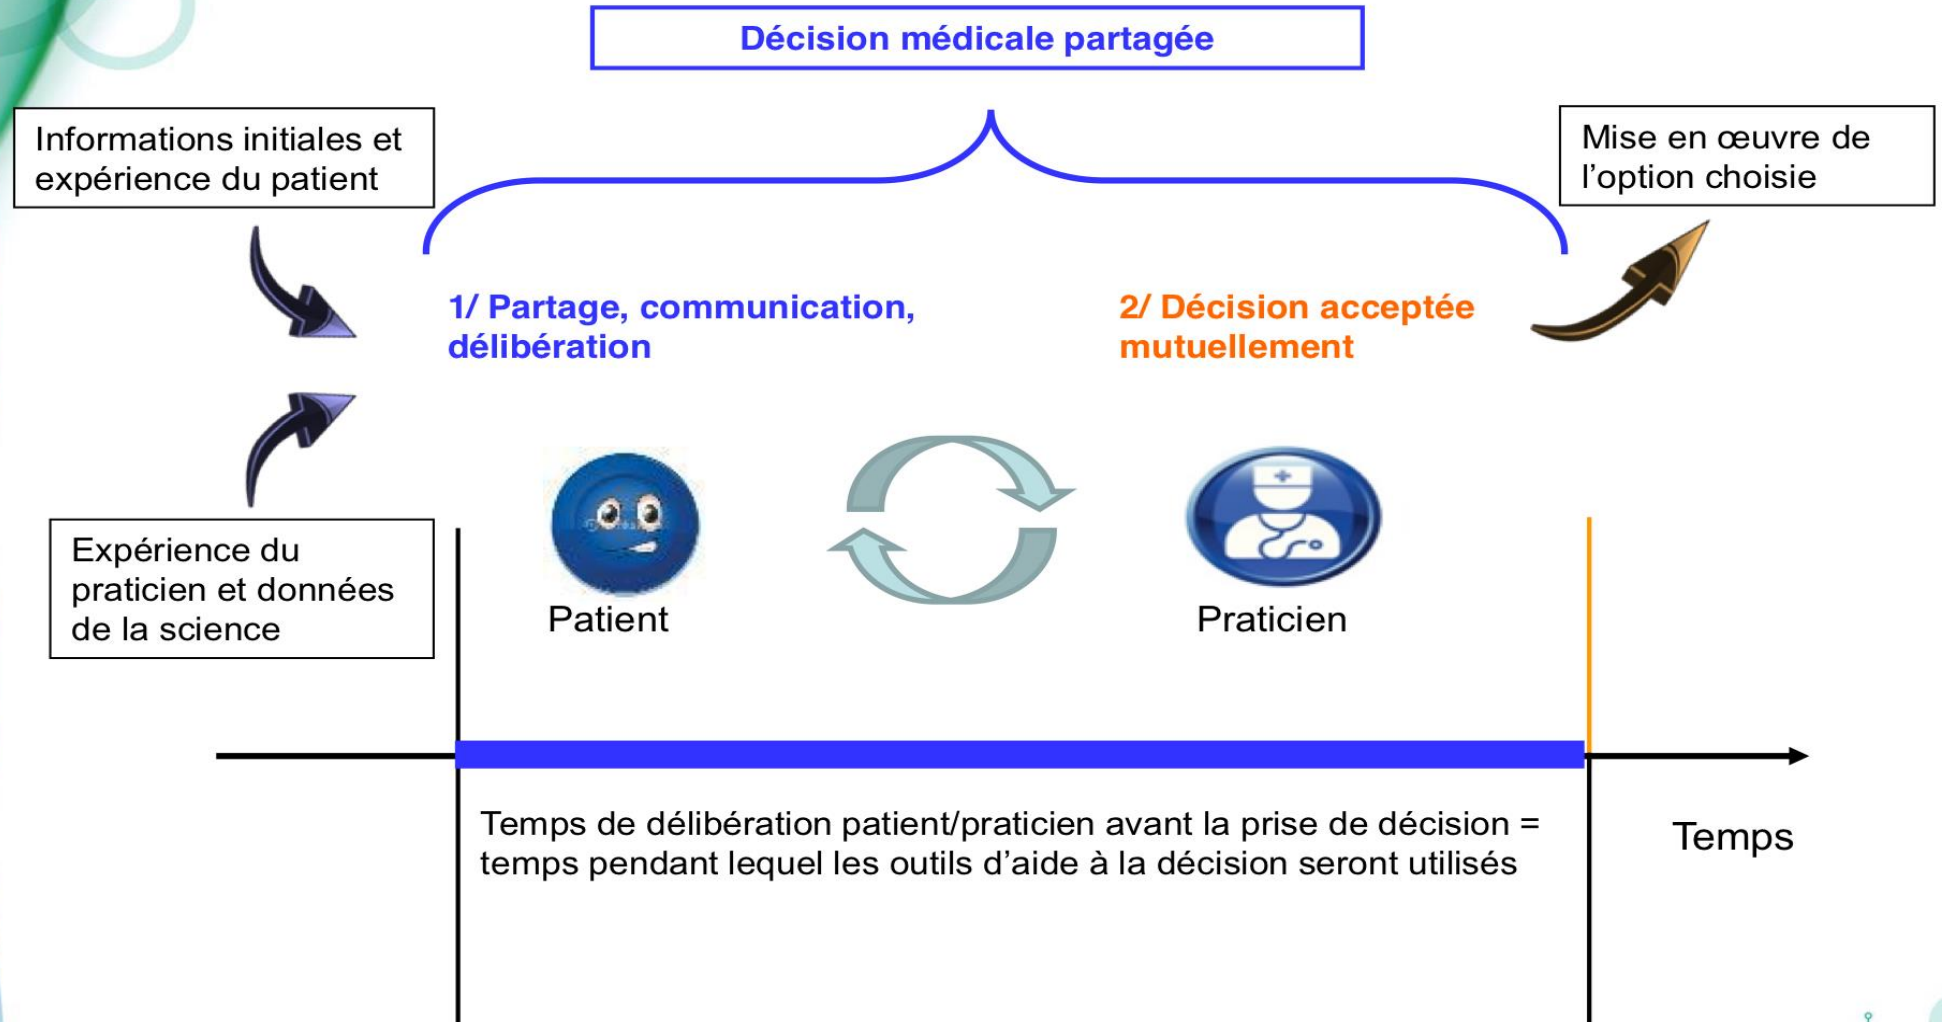 Décision médicale partagée
Informations initiales et
expérience du patient
Mise en œuvre de
l’option choisie
1/ Partage, communication,
délibération
2/ Décision acceptée
mutuellement
Expérience du
praticien et données
de la science
Patient
Praticien
Temps de délibération patient/praticien avant la prise de décision =
temps pendant lequel les outils d’aide à la décision seront utilisés
Temps